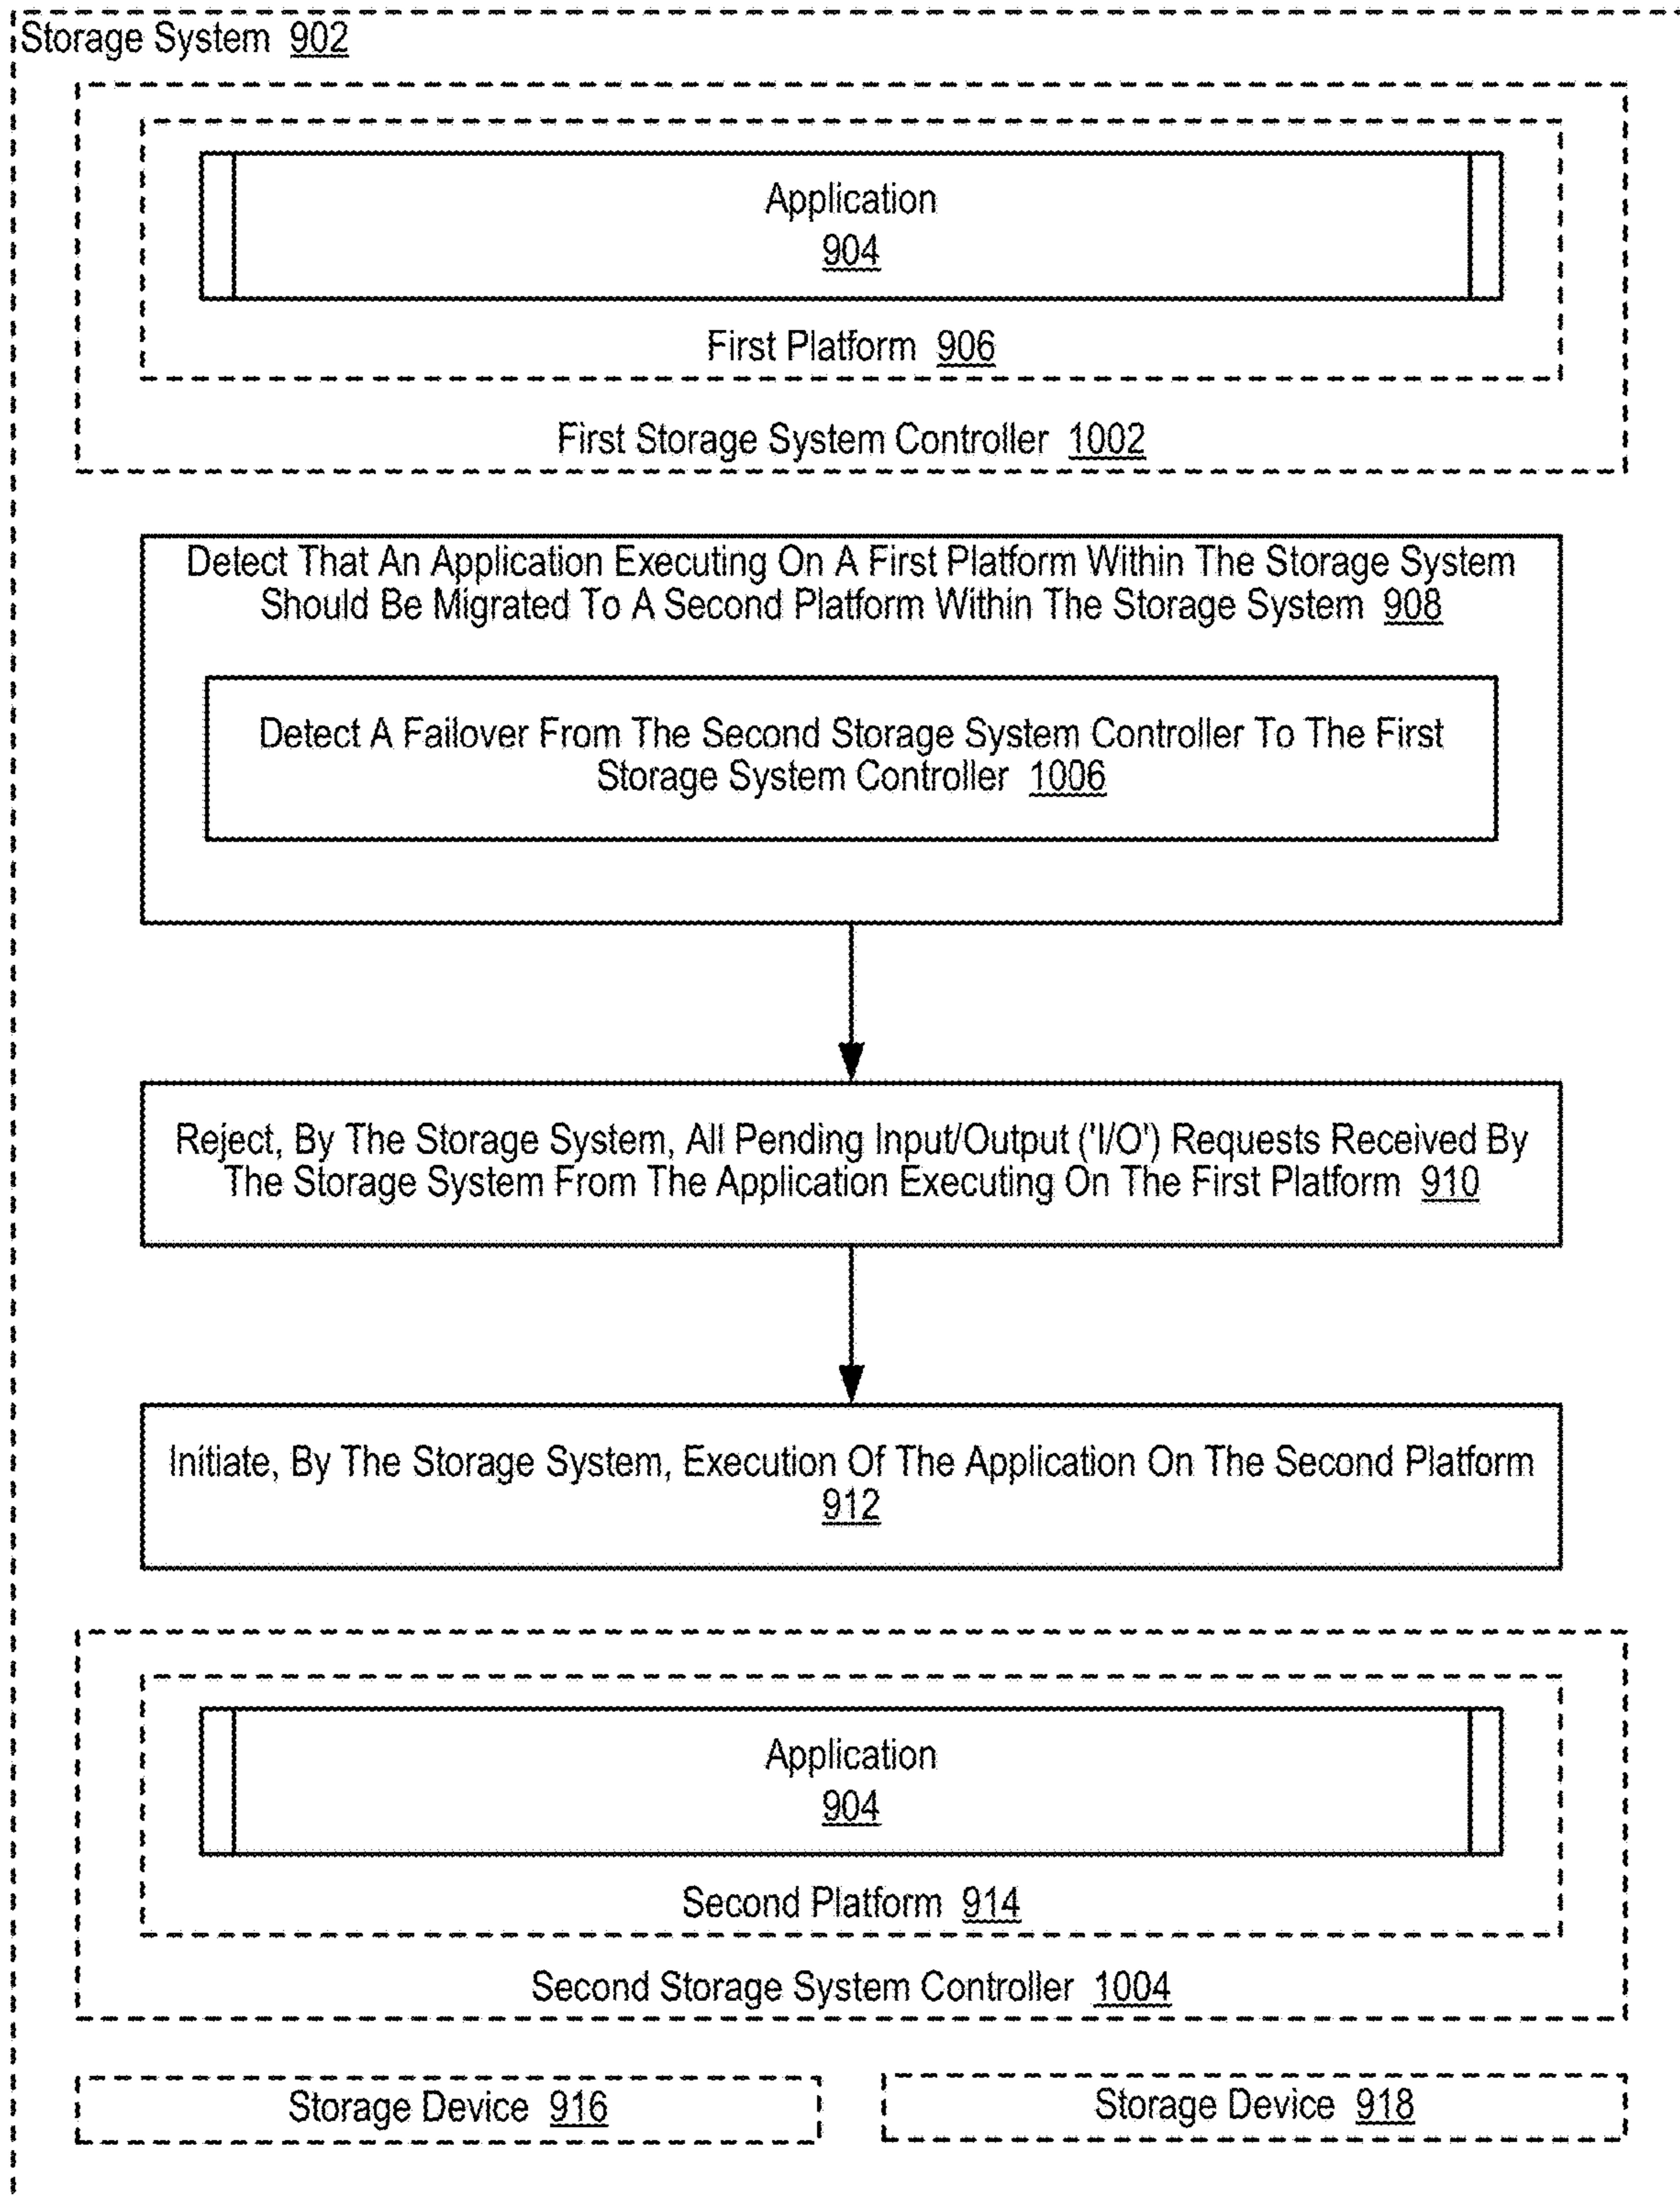 Storage System 902
Application
904
First Platform 906
First Storage System Controller 1002
Detect That An Application Executing On A First Platform Within The Storage System
Should Be Migrated To A Second Platform Within The Storage System 908
Detect A Failover From The Second Storage System Controller To The First
Storage System Controller 1006
Reject, By The Storage System, All Pending Input/Output ('I/O') Requests Received By
The Storage System From The Application Executing On The First Platform 910
Initiate, By The Storage System, Execution Of The Application On The Second Platform
912
Application
904
Second Platform 914
Second Storage System Controller 1004
Storage Device 916
Storage Device 918